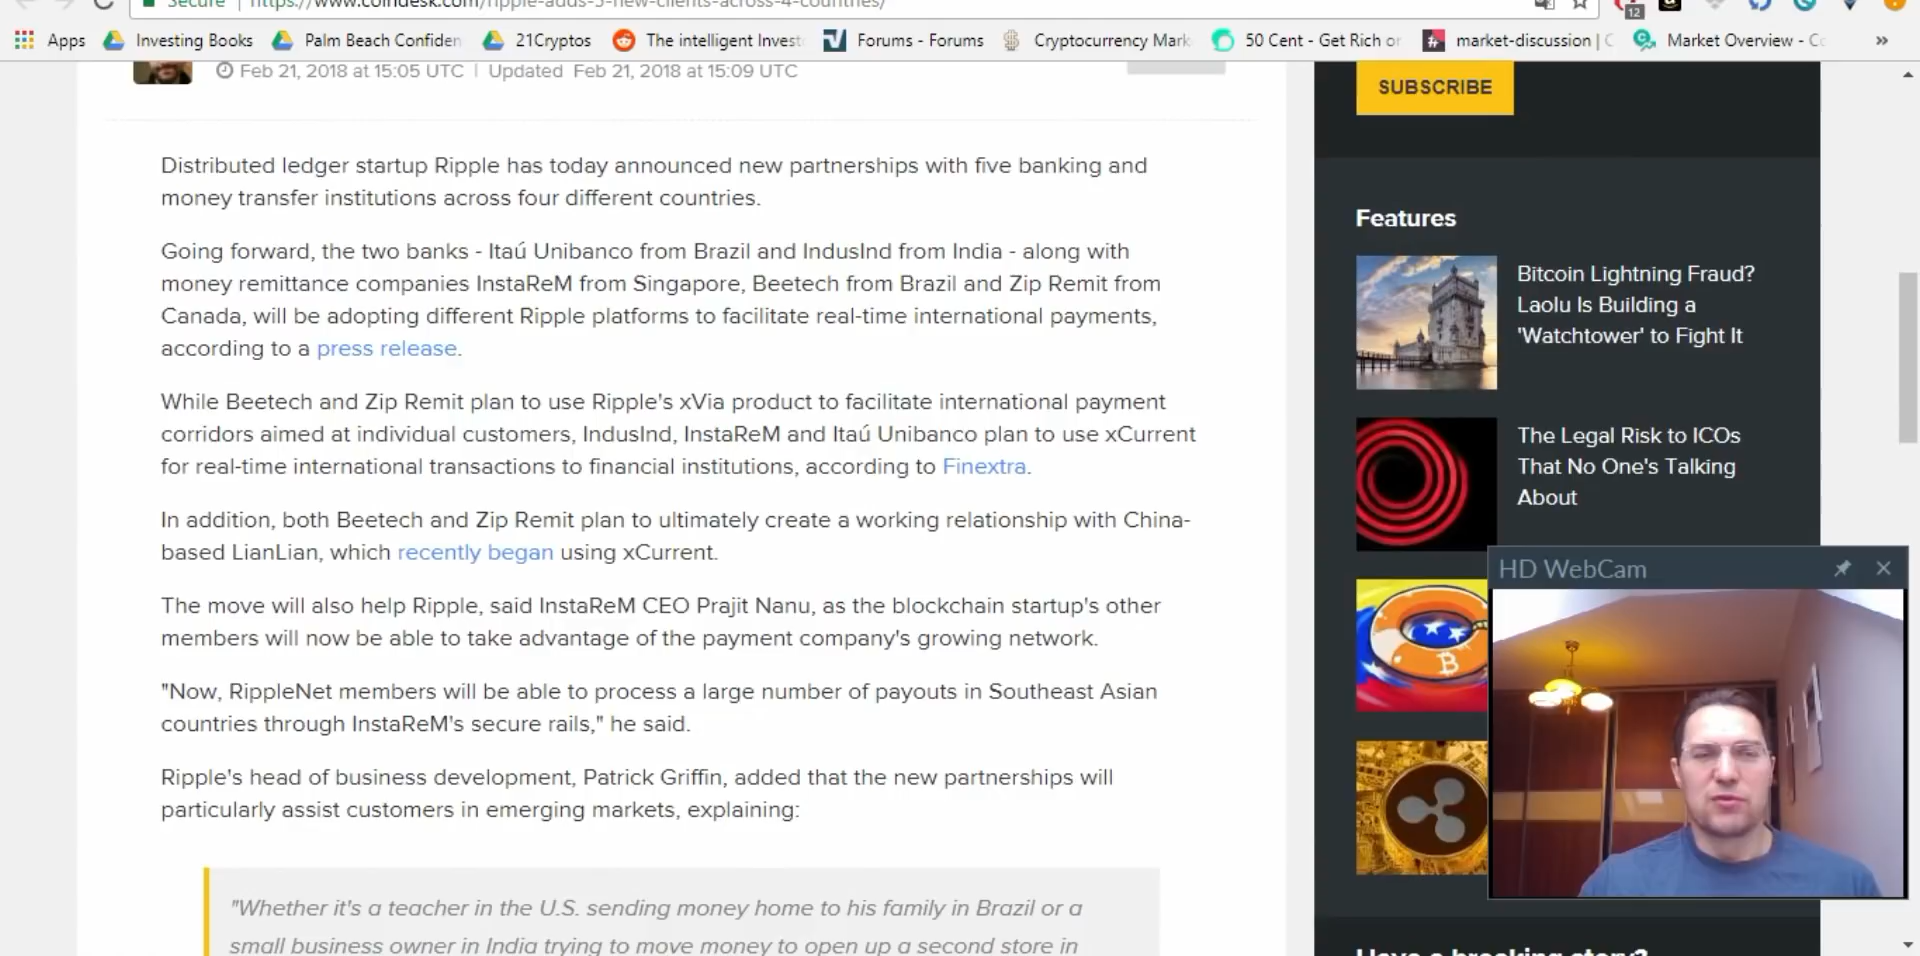 Secure | https://www.coindesk.com/ripple-adds-5-new-clients-across-4-countries/
12
Apps Investing Books Palm Beach Confiden 21Cryptos The intelligent Invest Forums - Forums Cryptocurrency Mark 50 Cent - Get Rich or market-discussion | C Market Overview - Co »
Feb 21, 2018 at 15:05 UTC | Updated Feb 21, 2018 at 15:09 UTC
Distributed ledger startup Ripple has today announced new partnerships with five banking and
money transfer institutions across four different countries.
Going forward, the two banks - Itaú Unibanco from Brazil and IndusInd from India - along with
money remittance companies InstaReM from Singapore, Beetech from Brazil and Zip Remit from
Canada, will be adopting different Ripple platforms to facilitate real-time international payments,
according to a press release.
While Beetech and Zip Remit plan to use Ripple's xVia product to facilitate international payment
corridors aimed at individual customers, IndusInd, InstaReM and Itaú Unibanco plan to use xCurrent
for real-time international transactions to financial institutions, according to Finextra.
In addition, both Beetech and Zip Remit plan to ultimately create a working relationship with China-
based LianLian, which recently began using xCurrent.
The move will also help Ripple, said InstaReM CEO Prajit Nanu, as the blockchain startup's other
members will now be able to take advantage of the payment company's growing network.
"Now, RippleNet members will be able to process a large number of payouts in Southeast Asian
countries through InstaReM's secure rails," he said.
Ripple's head of business development, Patrick Griffin, added that the new partnerships will
particularly assist customers in emerging markets, explaining:
"Whether it's a teacher in the U.S. sending money home to his family in Brazil or a
small business owner in India trying to move money to open up a second store in
SUBSCRIBE
Features
Bitcoin Lightning Fraud?
Laolu Is Building a
'Watchtower' to Fight It
The Legal Risk to ICOs
That No One's Talking
About
HD WebCam
Have a breaking story?